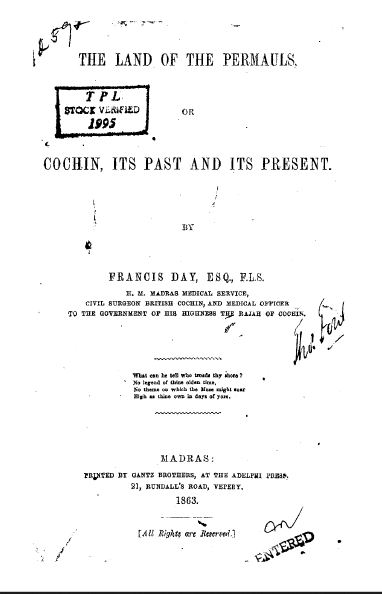 THE LAND OF THE PERMAULS,
TPL
STOCK VERIFIED
1995
OR
COCHIN, ITS PAST AND ITS PRESENT.
BY
FRANCIS DAY, ESQ., F.L.S.
H. M. MADRAS MEDICAL SERVICE,
CIVIL SURGEON BRITISH COCHIN, AND MEDICAL OFFICER
TO THE GOVERNMENT OF HIS HIGHNESS THE RAJAH OF COCHIN.
What can he tell who treads thy shore?
No legend of thine olden time,
No theme on which the Muse might soar
High as thine own in days of yore.
MADRAS:
PRINTED BY GANTZ BROTHERS, AT THE ADELPHI PRESS,
21, RUNDALL'S ROAD, VEPERY.
1863.
[All Rights are Reserved.]
ENTERED